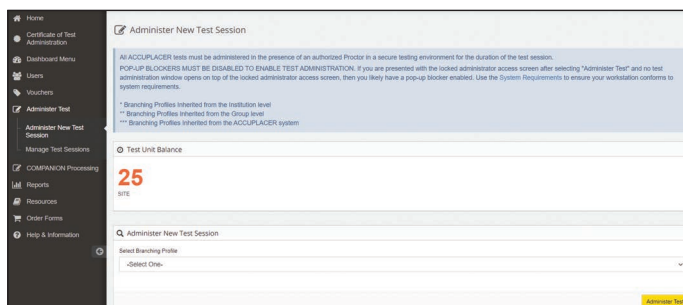 Home
Certificate of Test
Administration
Dashboard Menu
Users
Vouchers
Administer Test
Administer New Test
Session
Manage Test Sessions
COMPANION Processing
Reports
Resources
Order Forms
Help & Information
Administer New Test Session
All ACCUPLACER tests must be administered in the presence of an authorized Proctor in a secure testing environment for the duration of the test session.
POP-UP BLOCKERS MUST BE DISABLED TO ENABLE TEST ADMINISTRATION. If you are presented with the locked administrator access screen after selecting "Administer Test" and no test
administration window opens on top of the locked administrator access screen, then you likely have a pop-up blocker enabled. Use the System Requirements to ensure your workstation conforms to
system requirements.
* Branching Profiles Inherited from the Institution level
** Branching Profiles Inherited from the Group level
*** Branching Profiles Inherited from the ACCUPLACER system
Test Unit Balance
25
SITE
Administer New Test Session
Select Branching Profile
-Select One-
Administer Test